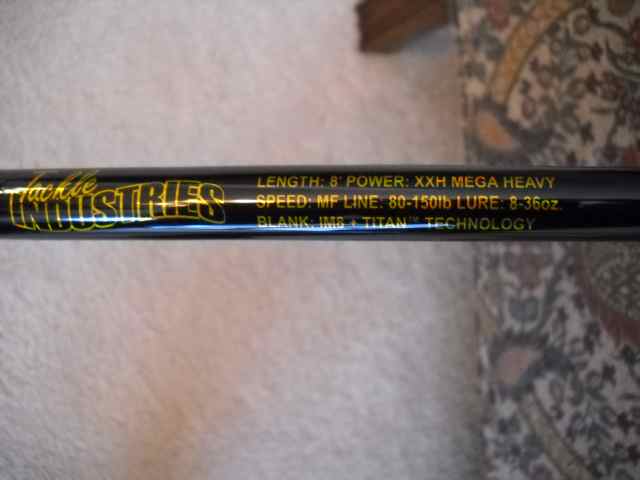 Tackle
INDUSTRIES
LENGTH: 8' POWER: XXH MEGA HEAVY
SPEED: MF LINE: 80-150lb LURE: 8-36oz.
BLANK: IM8 + TITAN™ TECHNOLOGY